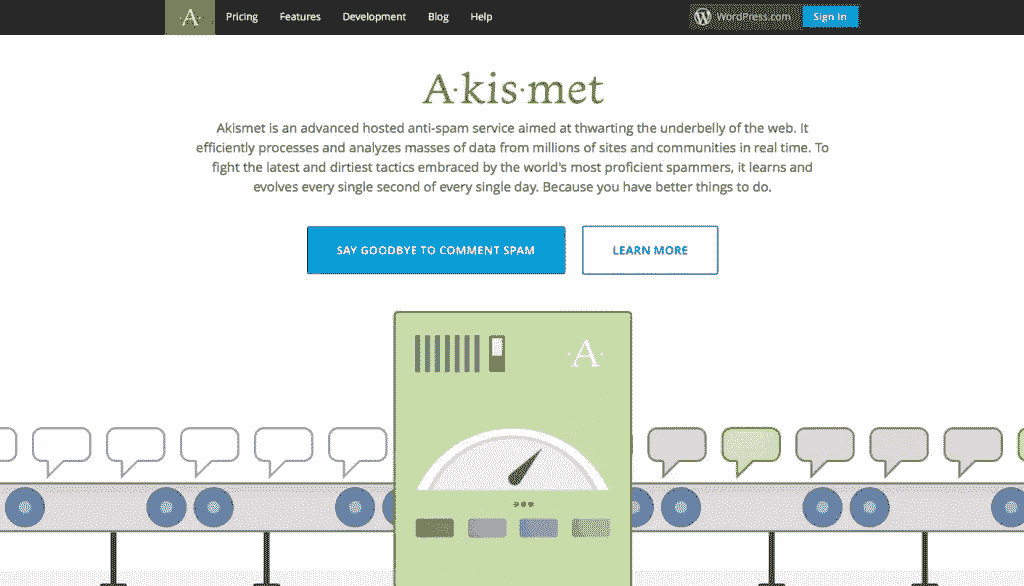 ·A· Pricing Features Development Blog Help WordPress.com Sign In
A·kis·met
Akismet is an advanced hosted anti-spam service aimed at thwarting the underbelly of the web. It
efficiently processes and analyzes masses of data from millions of sites and communities in real time. To
fight the latest and dirtiest tactics embraced by the world's most proficient spammers, it learns and
evolves every single second of every single day. Because you have better things to do.
SAY GOODBYE TO COMMENT SPAM LEARN MORE
·A·